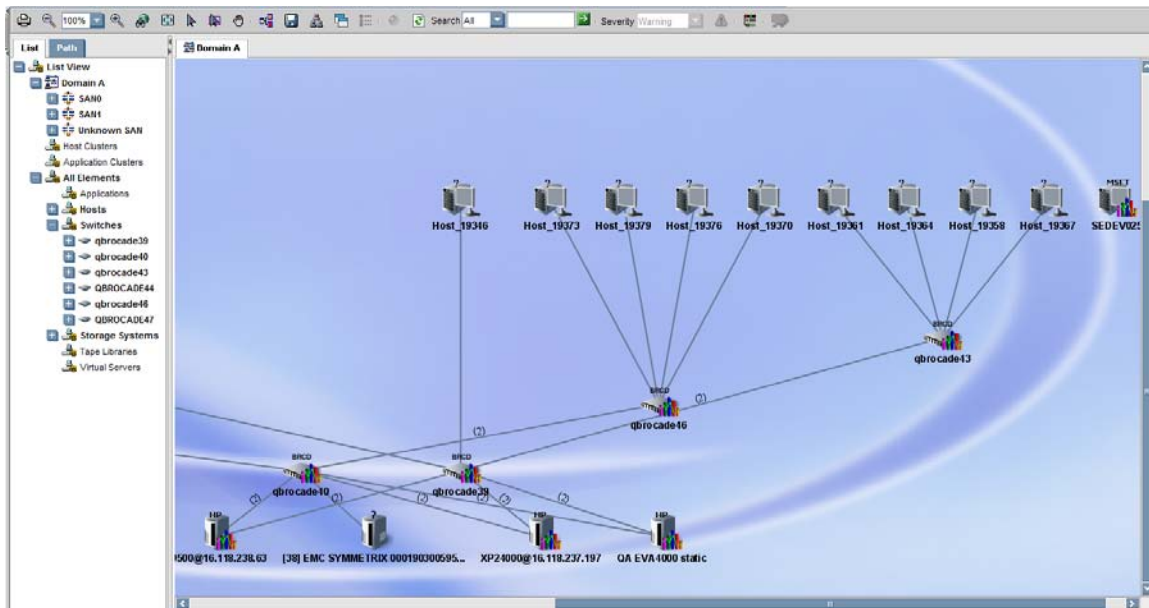 100% Search All Severity Warning
List Path Domain A
List View
Domain A
SAN0
SAN1
Unknown SAN
Host Clusters
Application Clusters
All Elements
Applications
Hosts
Switches
qbrocade39
qbrocade40
qbrocade43
QBROCADE44
qbrocade46
QBROCADE47
Storage Systems
Tape Libraries
Virtual Servers
? ? ? ? ? ? ? ? ? MSFT
Host_19346 Host_19373 Host_19379 Host_19376 Host_19370 Host_19361 Host_19364 Host_19358 Host_19367 SEDEV025
BRCD
qbrocade43
BRCD
(2)
qbrocade46
(2)
BRCD BRCD
qbrocade40 qbrocade39
(2) (2) (2) (2) (2) (2)
HP ? HP HP
500@16.118.238.63 [38] EMC SYMMETRIX 000190300595... XP24000@16.118.237.197 QA EVA4000 static